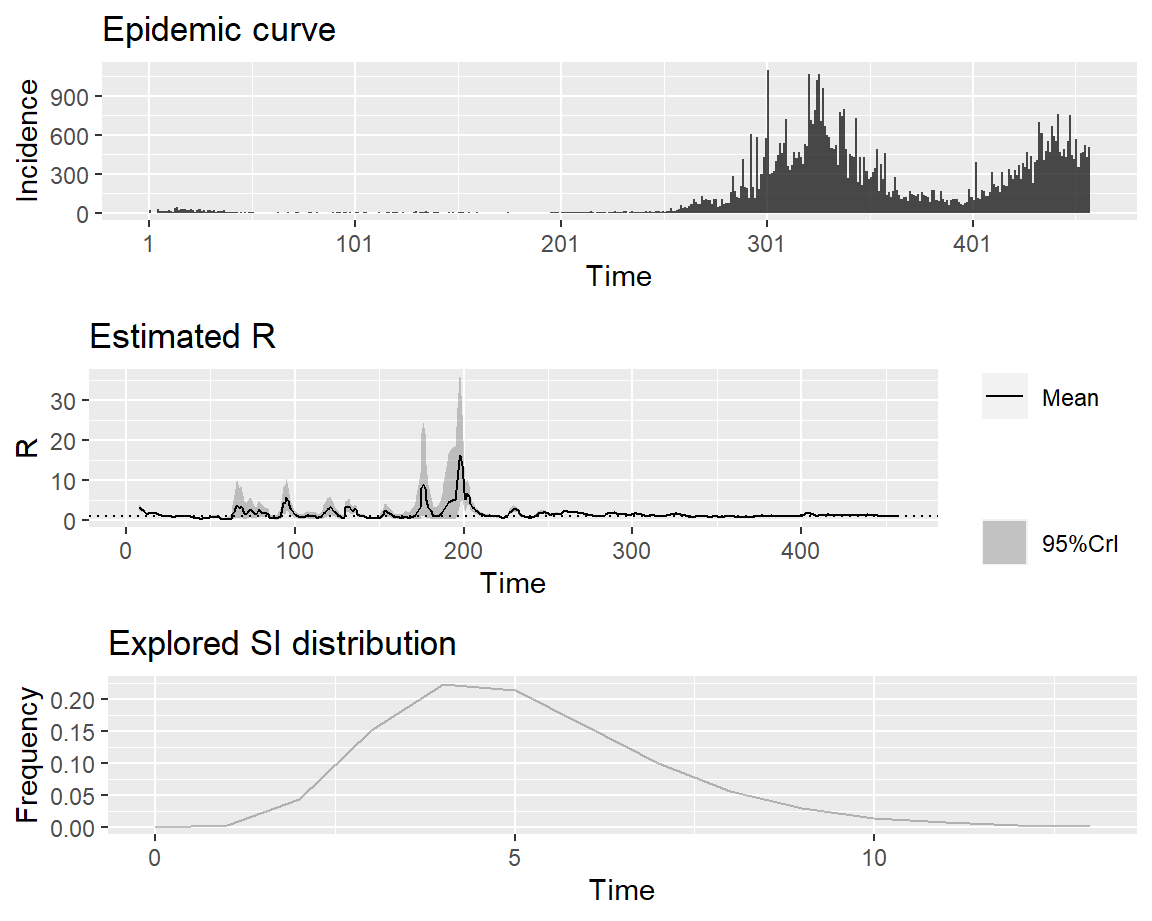 Epidemic curve
Incidence
900
600
300
0
1 101 201 301 401
Time
Estimated R
R
30
20
10
0
0 100 200 300 400
Time
Mean
95%CrI
Explored SI distribution
Frequency
0.20
0.15
0.10
0.05
0.00
0 5 10
Time